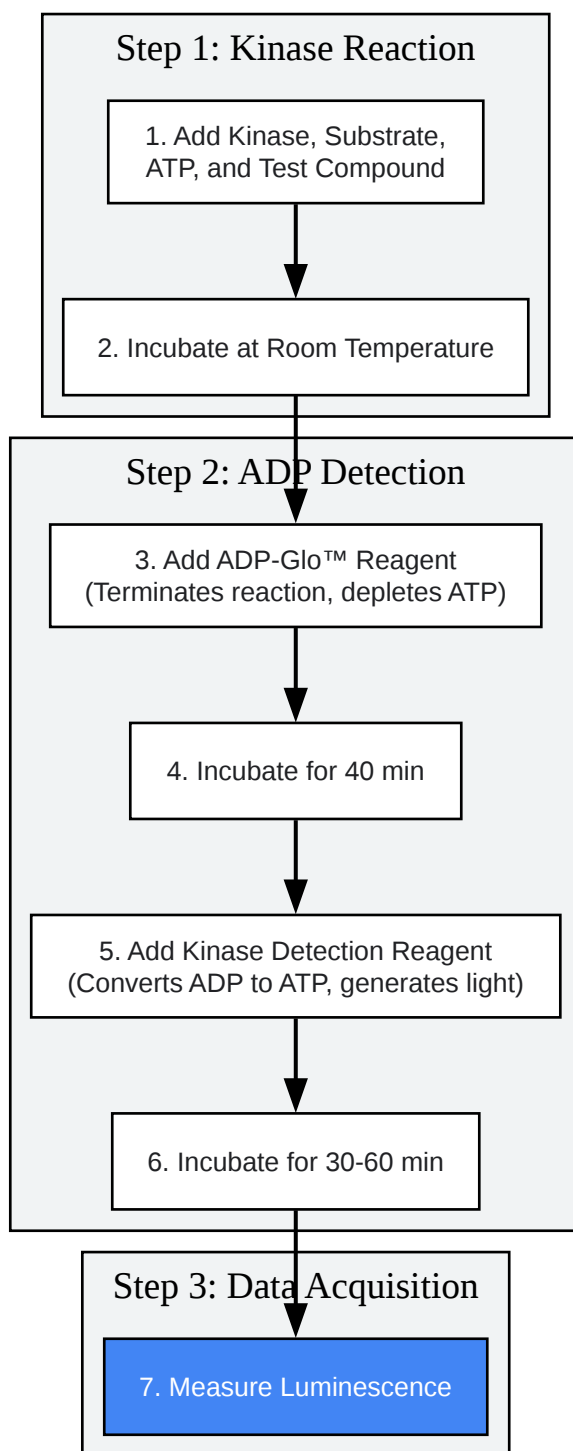 Step 1: Kinase Reaction
1. Add Kinase, Substrate,
ATP, and Test Compound
2. Incubate at Room Temperature
Step 2: ADP Detection
3. Add ADP-Glo™ Reagent
(Terminates reaction, depletes ATP)
4. Incubate for 40 min
5. Add Kinase Detection Reagent
(Converts ADP to ATP, generates light)
6. Incubate for 30-60 min
Step 3: Data Acquisition
7. Measure Luminescence